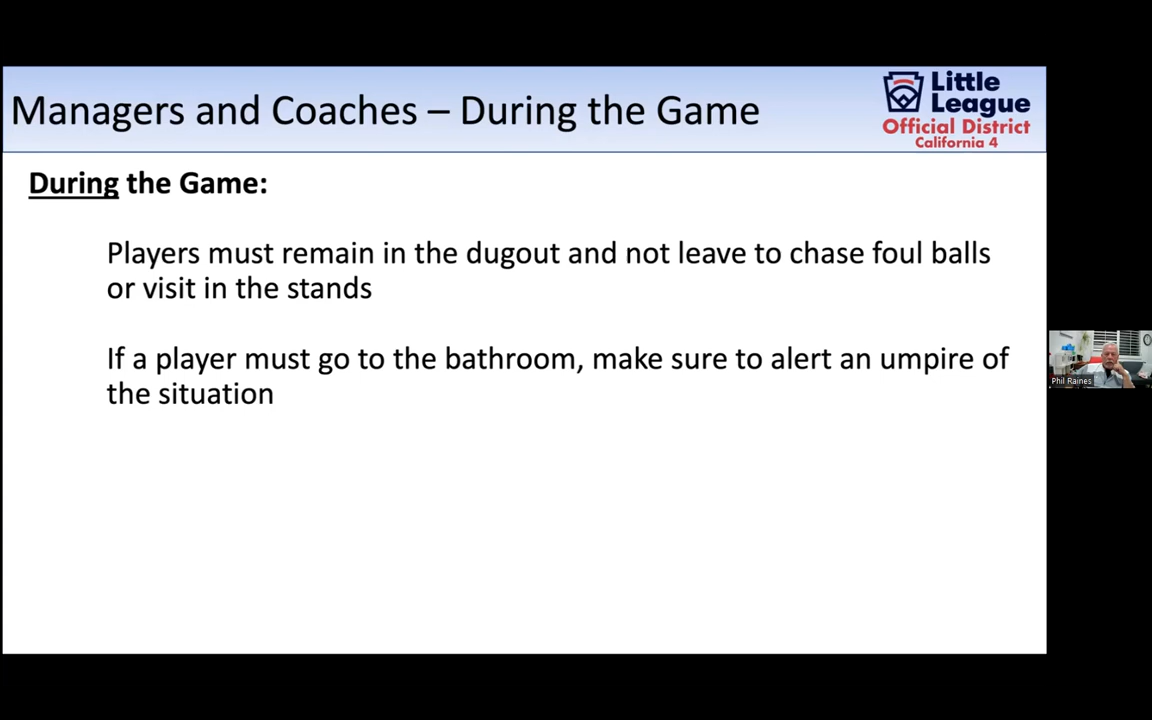 Managers and Coaches – During the Game
Little
League
Official District
California 4
During the Game:
Players must remain in the dugout and not leave to chase foul balls
or visit in the stands
If a player must go to the bathroom, make sure to alert an umpire of
the situation
Phil Raines